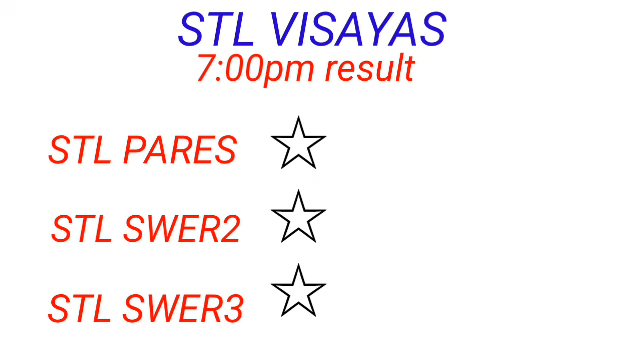 STL VISAYAS
7:00pm result
STL PARES
STL SWER2
STL SWER3